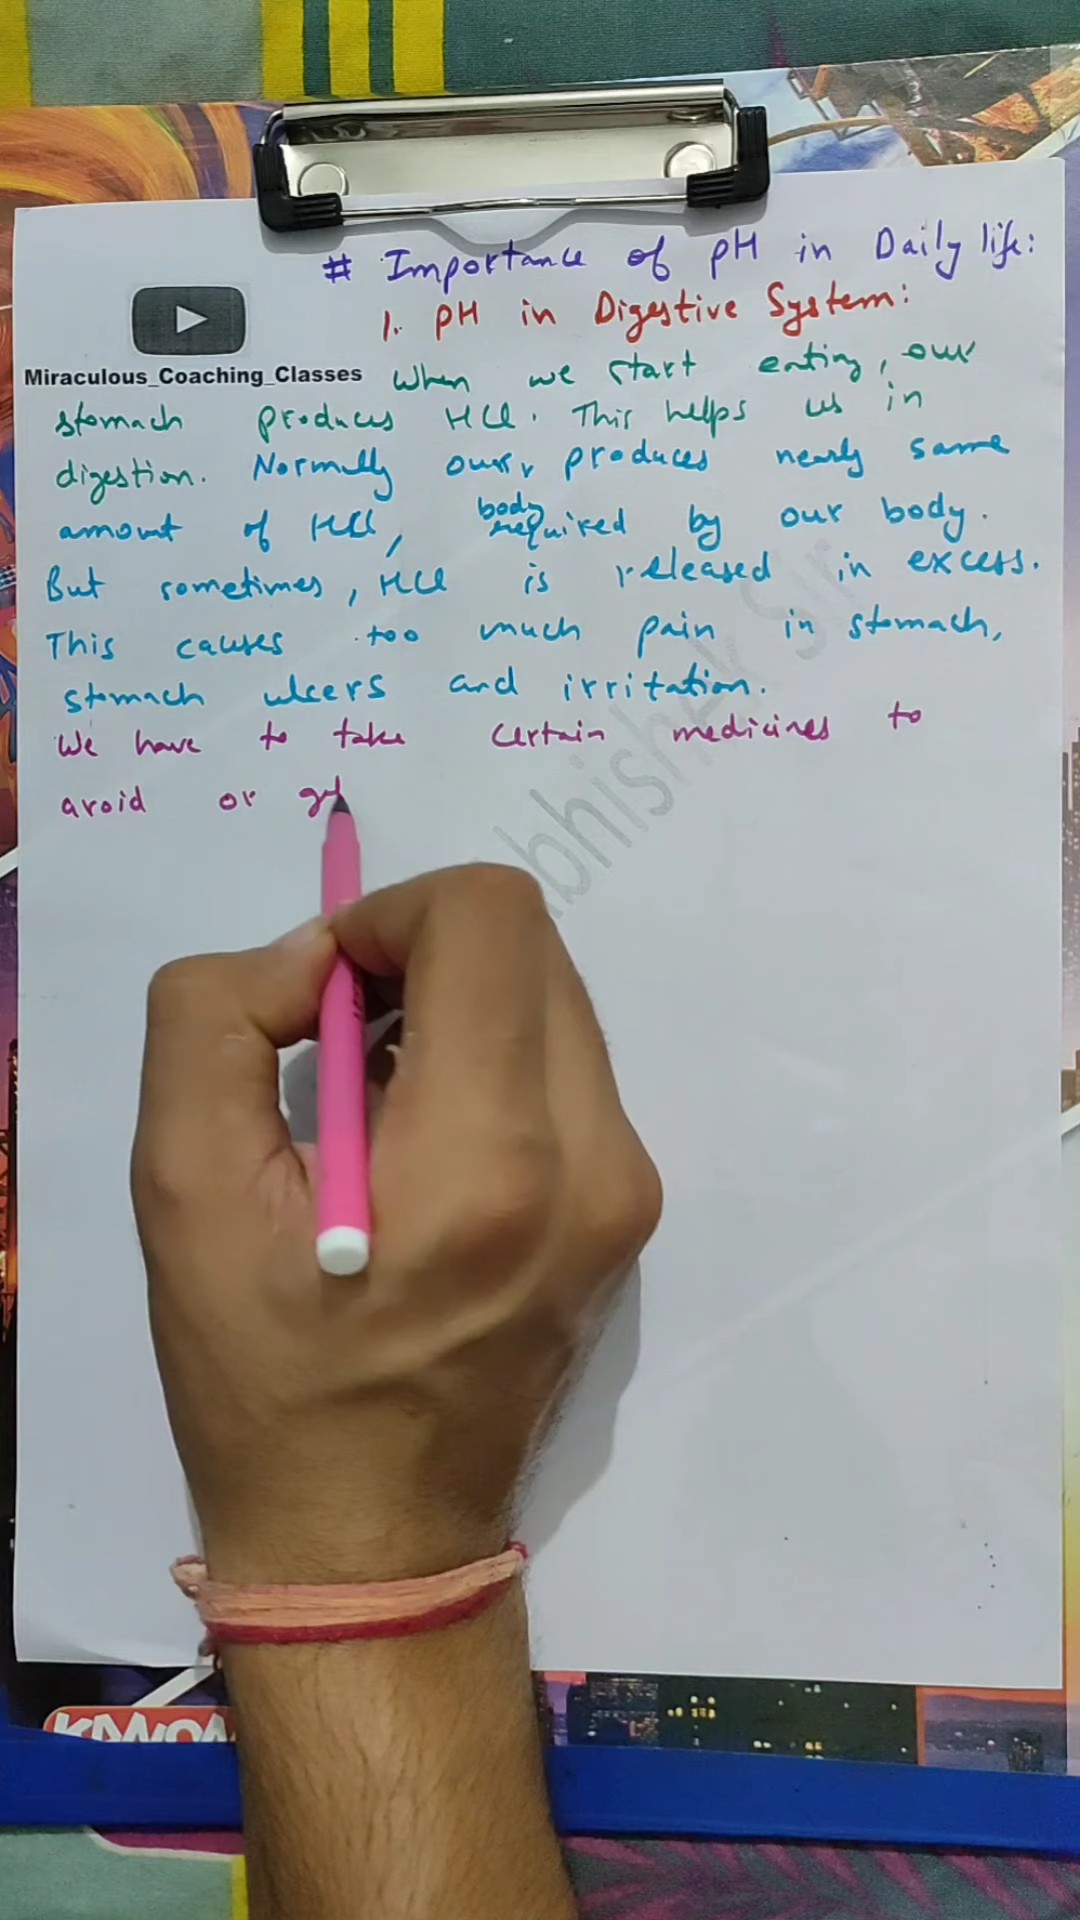 # Importance of pH in Daily life:
1. pH in Digestive System:
Miraculous_Coaching_Classes
When we start eating, our
stomach produces HCl. This helps us in
digestion. Normally our produces nearly same
body
amount of HCl, required by our body.
But sometimes, HCl is released in excess.
This causes too much pain in stomach,
stomach ulcers and irritation.
We have to take certain medicines to
avoid or
Abhishek Sir